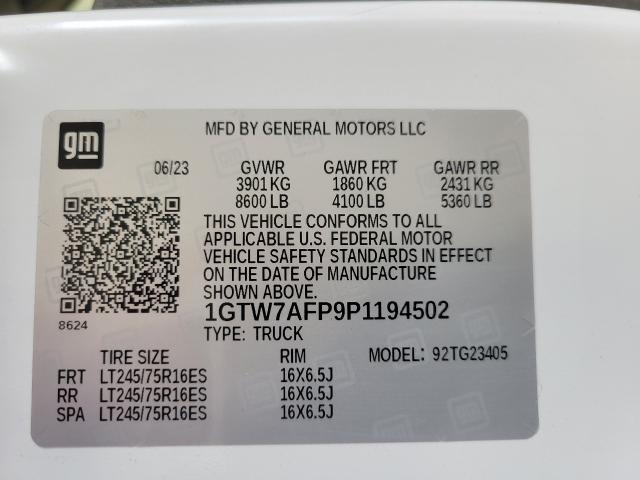 gm
MFD BY GENERAL MOTORS LLC
06/23 GVWR GAWR FRT GAWR RR
3901 KG 1860 KG 2431 KG
8600 LB 4100 LB 5360 LB
THIS VEHICLE CONFORMS TO ALL
APPLICABLE U.S. FEDERAL MOTOR
VEHICLE SAFETY STANDARDS IN EFFECT
ON THE DATE OF MANUFACTURE
SHOWN ABOVE.
1GTW7AFP9P1194502
8624
TYPE: TRUCK
TIRE SIZE RIM MODEL: 92TG23405
FRT LT245/75R16ES 16X6.5J
RR LT245/75R16ES 16X6.5J
SPA LT245/75R16ES 16X6.5J